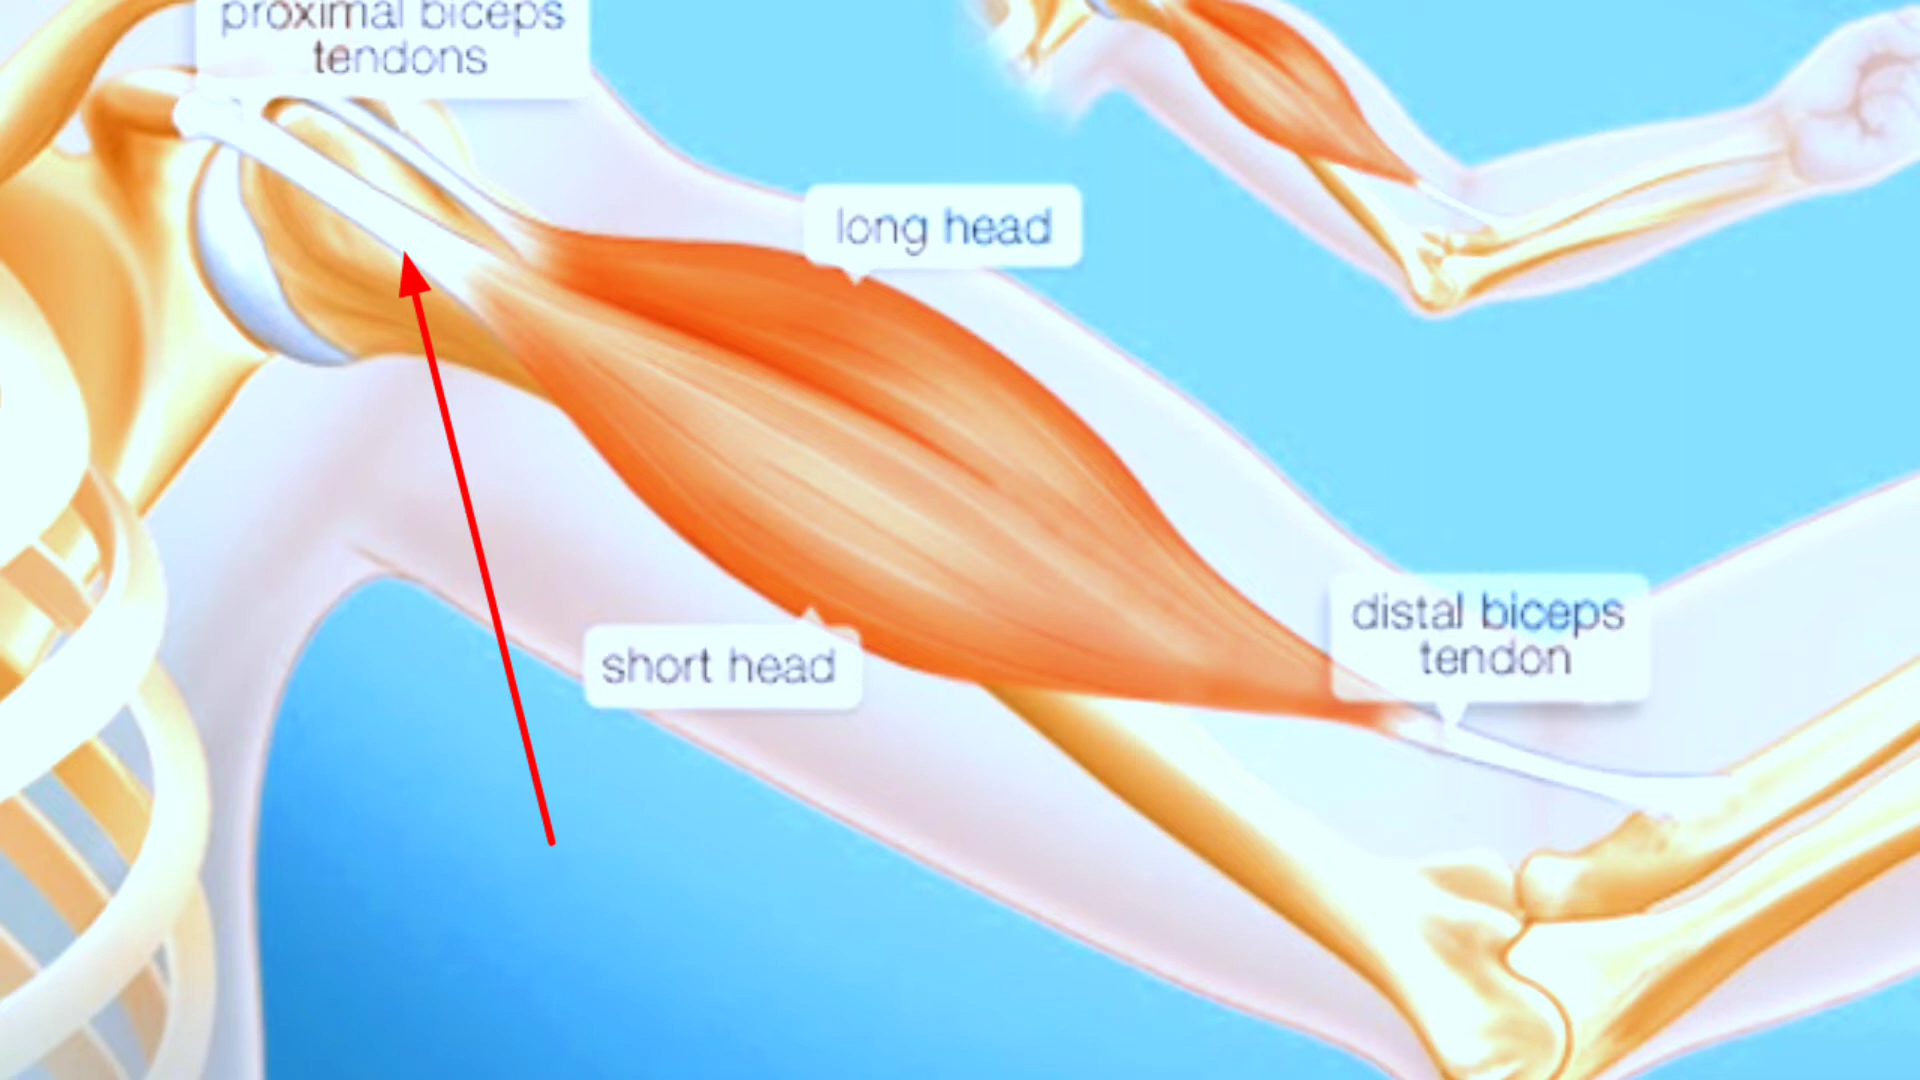 proximal biceps
tendons
long head
short head
distal biceps
tendon